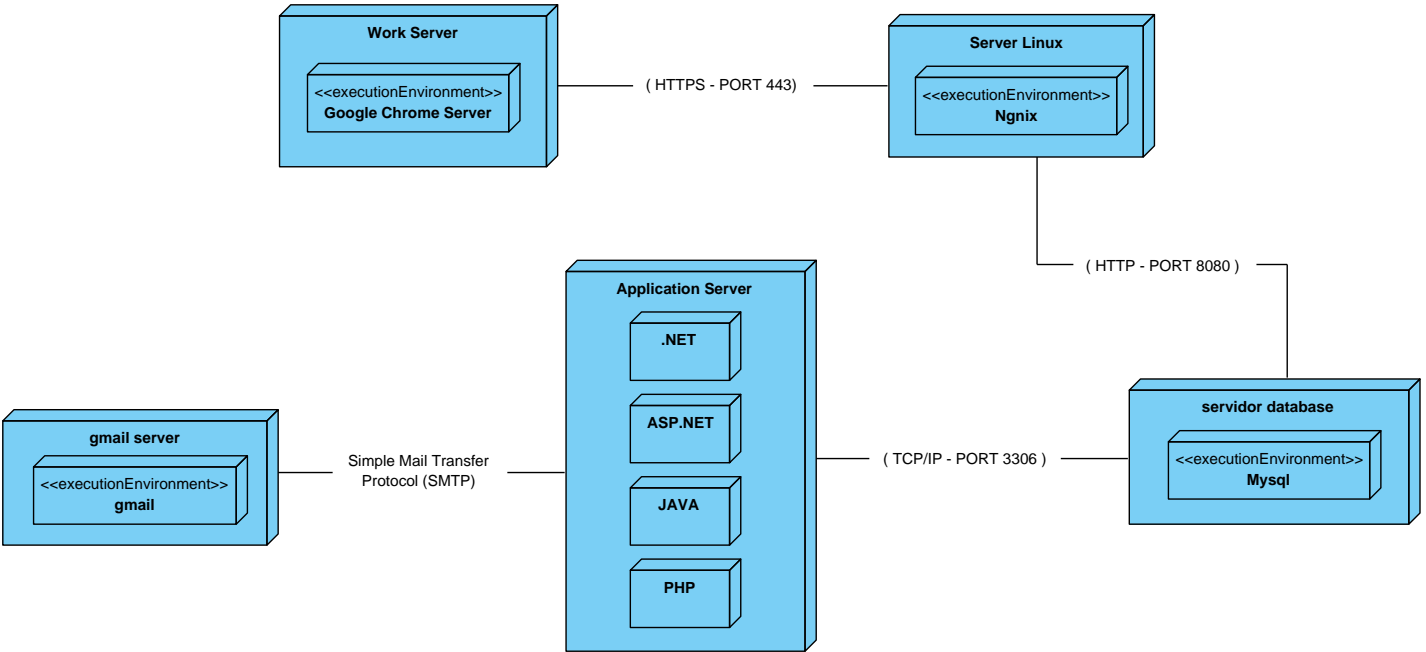 Work Server
<<executionEnvironment>>
Google Chrome Server
( HTTPS - PORT 443)
Server Linux
<<executionEnvironment>>
Ngnix
( HTTP - PORT 8080 )
Application Server
.NET
ASP.NET
JAVA
PHP
gmail server
<<executionEnvironment>>
gmail
Simple Mail Transfer
Protocol (SMTP)
( TCP/IP - PORT 3306 )
servidor database
<<executionEnvironment>>
Mysql